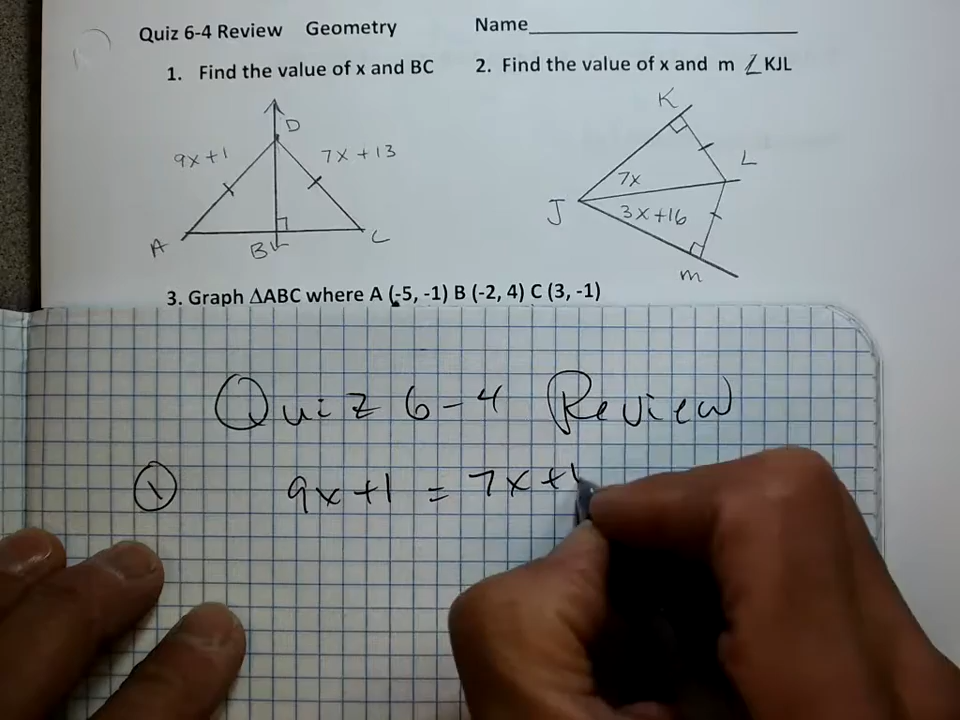 Quiz 6-4 Review Geometry Name
1. Find the value of x and BC
2. Find the value of x and m ∠KJL
D
9x+1
7x+13
A
B
C
K
L
7x
J
3x+16
m
3. Graph ΔABC where A (-5, -1) B (-2, 4) C (3, -1)
Quiz 6-4 Review
① 9x+1 = 7x+1